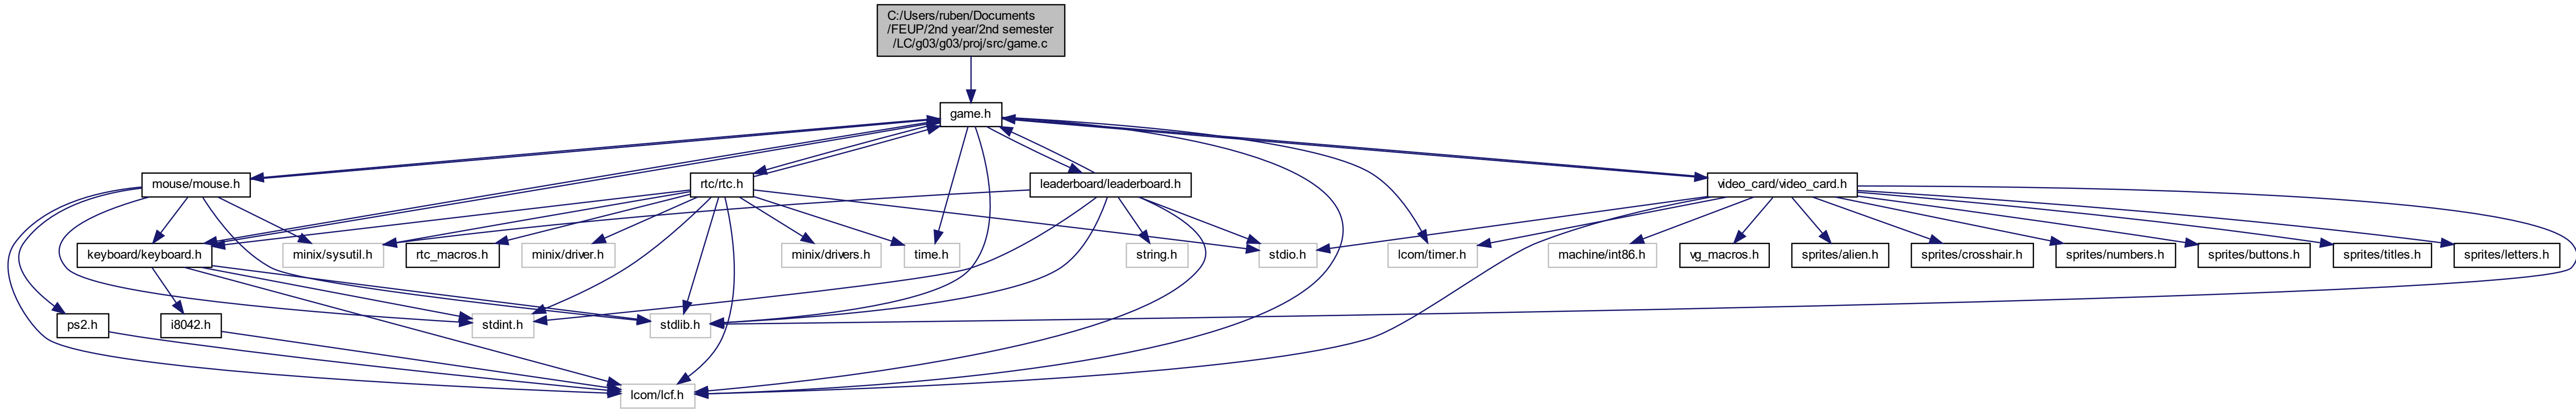 C:/Users/ruben/Documents
/FEUP/2nd year/2nd semester
/LC/g03/g03/proj/src/game.c
game.h
mouse/mouse.h
rtc/rtc.h
leaderboard/leaderboard.h
video_card/video_card.h
keyboard/keyboard.h
minix/sysutil.h
rtc_macros.h
minix/driver.h
minix/drivers.h
time.h
string.h
stdio.h
lcom/timer.h
machine/int86.h
vg_macros.h
sprites/alien.h
sprites/crosshair.h
sprites/numbers.h
sprites/buttons.h
sprites/titles.h
sprites/letters.h
ps2.h
i8042.h
stdint.h
stdlib.h
lcom/lcf.h